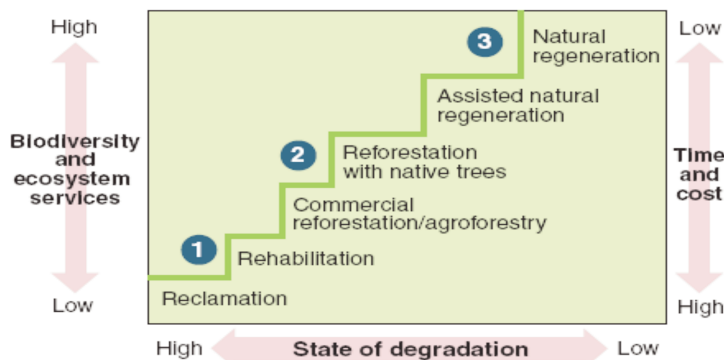 High
Biodiversity
and
ecosystem
services
Low
3
Natural
regeneration
Assisted natural
regeneration
2
Reforestation
with native trees
Commercial
reforestation/agroforestry
1
Rehabilitation
Reclamation
Low
Time
and
cost
High
High
State of degradation
Low